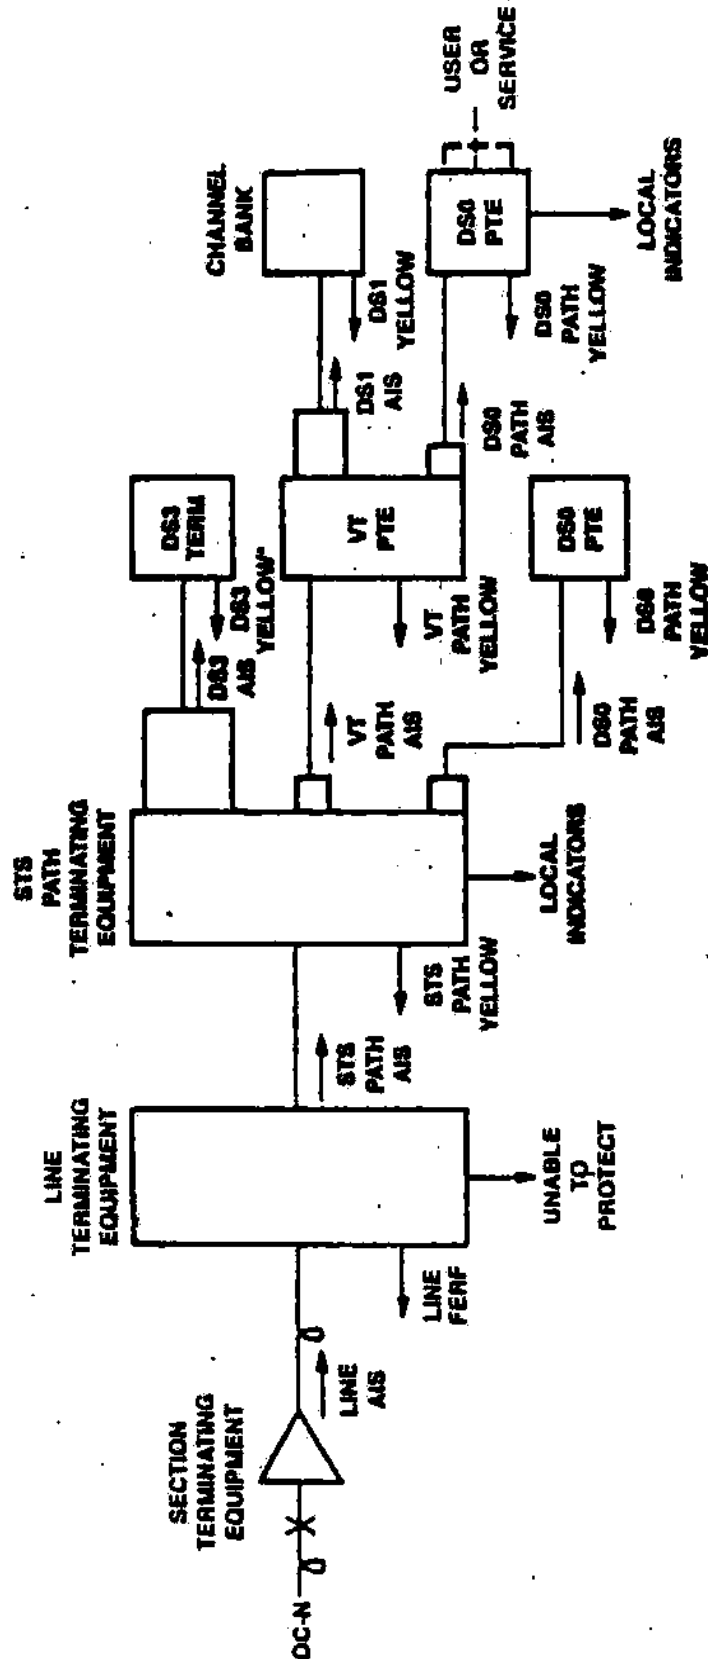 OC-N
SECTION
TERMINATING
EQUIPMENT
LINE
AIS
LINE
TERMINATING
EQUIPMENT
LINE
FERF
UNABLE
TO
PROTECT
STS
PATH
AIS
STS
PATH
TERMINATING
EQUIPMENT
STS
PATH
YELLOW
LOCAL
INDICATORS
DS3
AIS
DS3
YELLOW*
DS3
TERM
VT
PATH
AIS
VT
PATH
YELLOW
VT
PTE
DS0
PATH
AIS
DS0
PATH
YELLOW
DS0
PTE
DS1
AIS
DS1
YELLOW
CHANNEL
BANK
DS0
PATH
AIS
DS0
PATH
YELLOW
DS0
PTE
LOCAL
INDICATORS
USER
OR
SERVICE